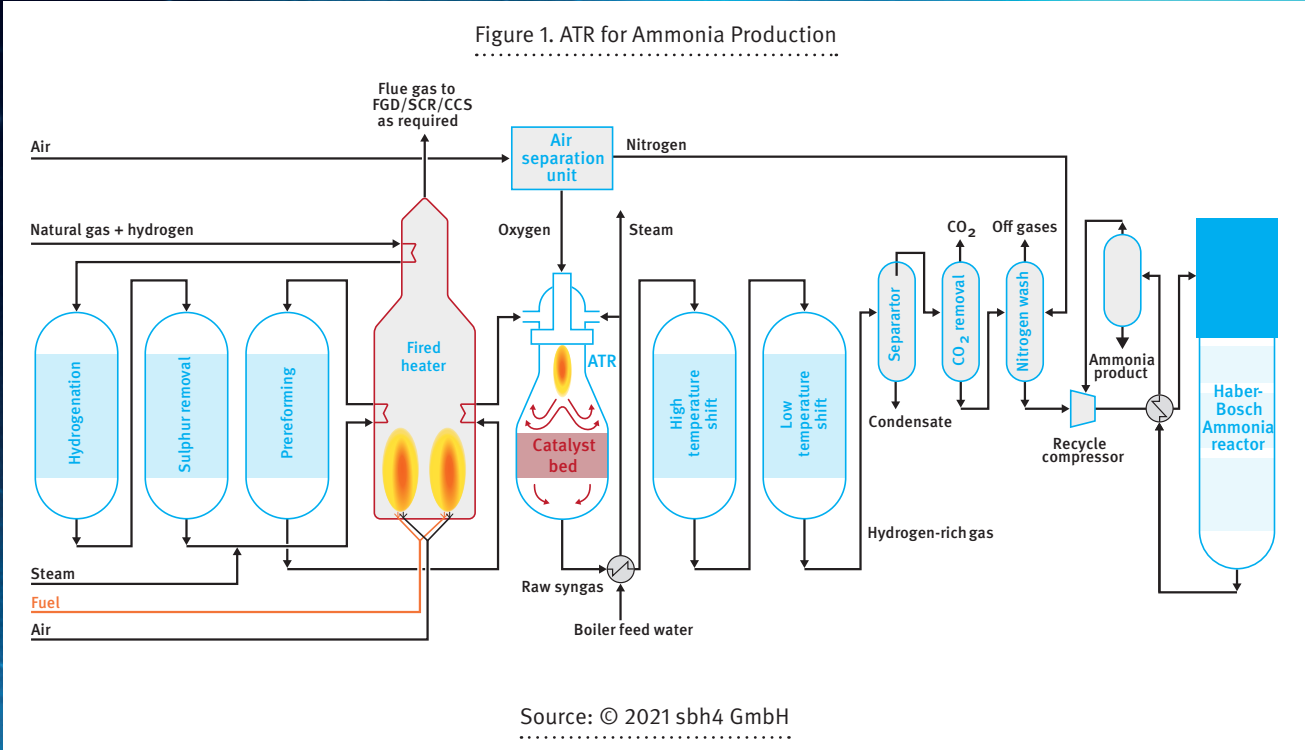 Figure 1. ATR for Ammonia Production
Flue gas to
FGD/SCR/CCS
as required
Air
Air
separation
unit
Nitrogen
Natural gas + hydrogen
Oxygen
Steam
CO₂
Off gases
Hydrogenation
Sulphur removal
Prereforming
Fired
heater
ATR
Catalyst
bed
High
temperature
shift
Low
temperature
shift
Separartor
CO₂ removal
Nitrogen wash
Condensate
Ammonia
product
Recycle
compressor
Haber-
Bosch
Ammonia
reactor
Hydrogen-rich gas
Steam
Raw syngas
Fuel
Air
Boiler feed water
Source: © 2021 sbh4 GmbH